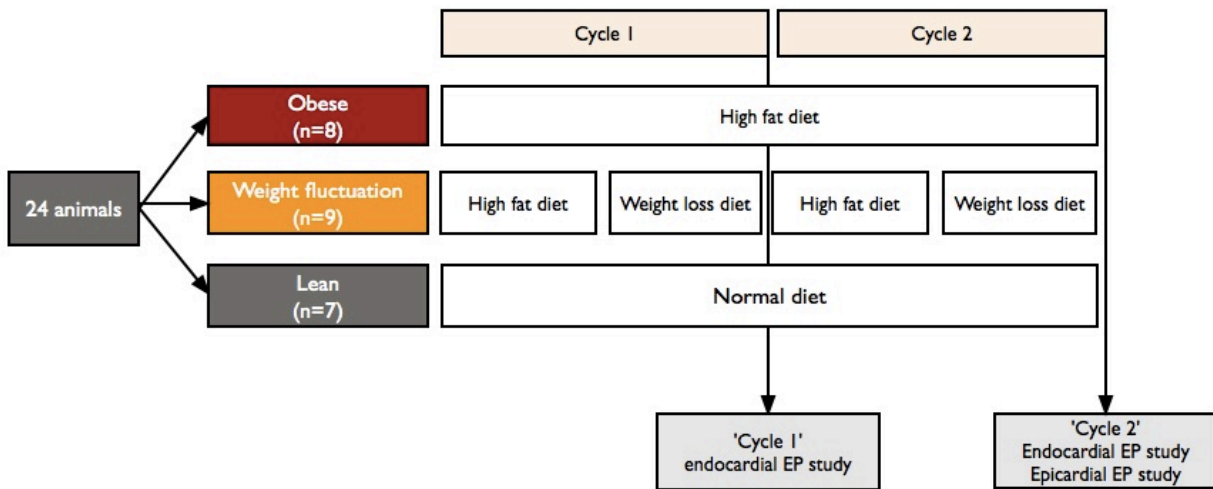 Cycle 1
Cycle 2
Obese
(n=8)
High fat diet
24 animals
Weight fluctuation
(n=9)
High fat diet
Weight loss diet
High fat diet
Weight loss diet
Lean
(n=7)
Normal diet
'Cycle 1'
endocardial EP study
'Cycle 2'
Endocardial EP study
Epicardial EP study